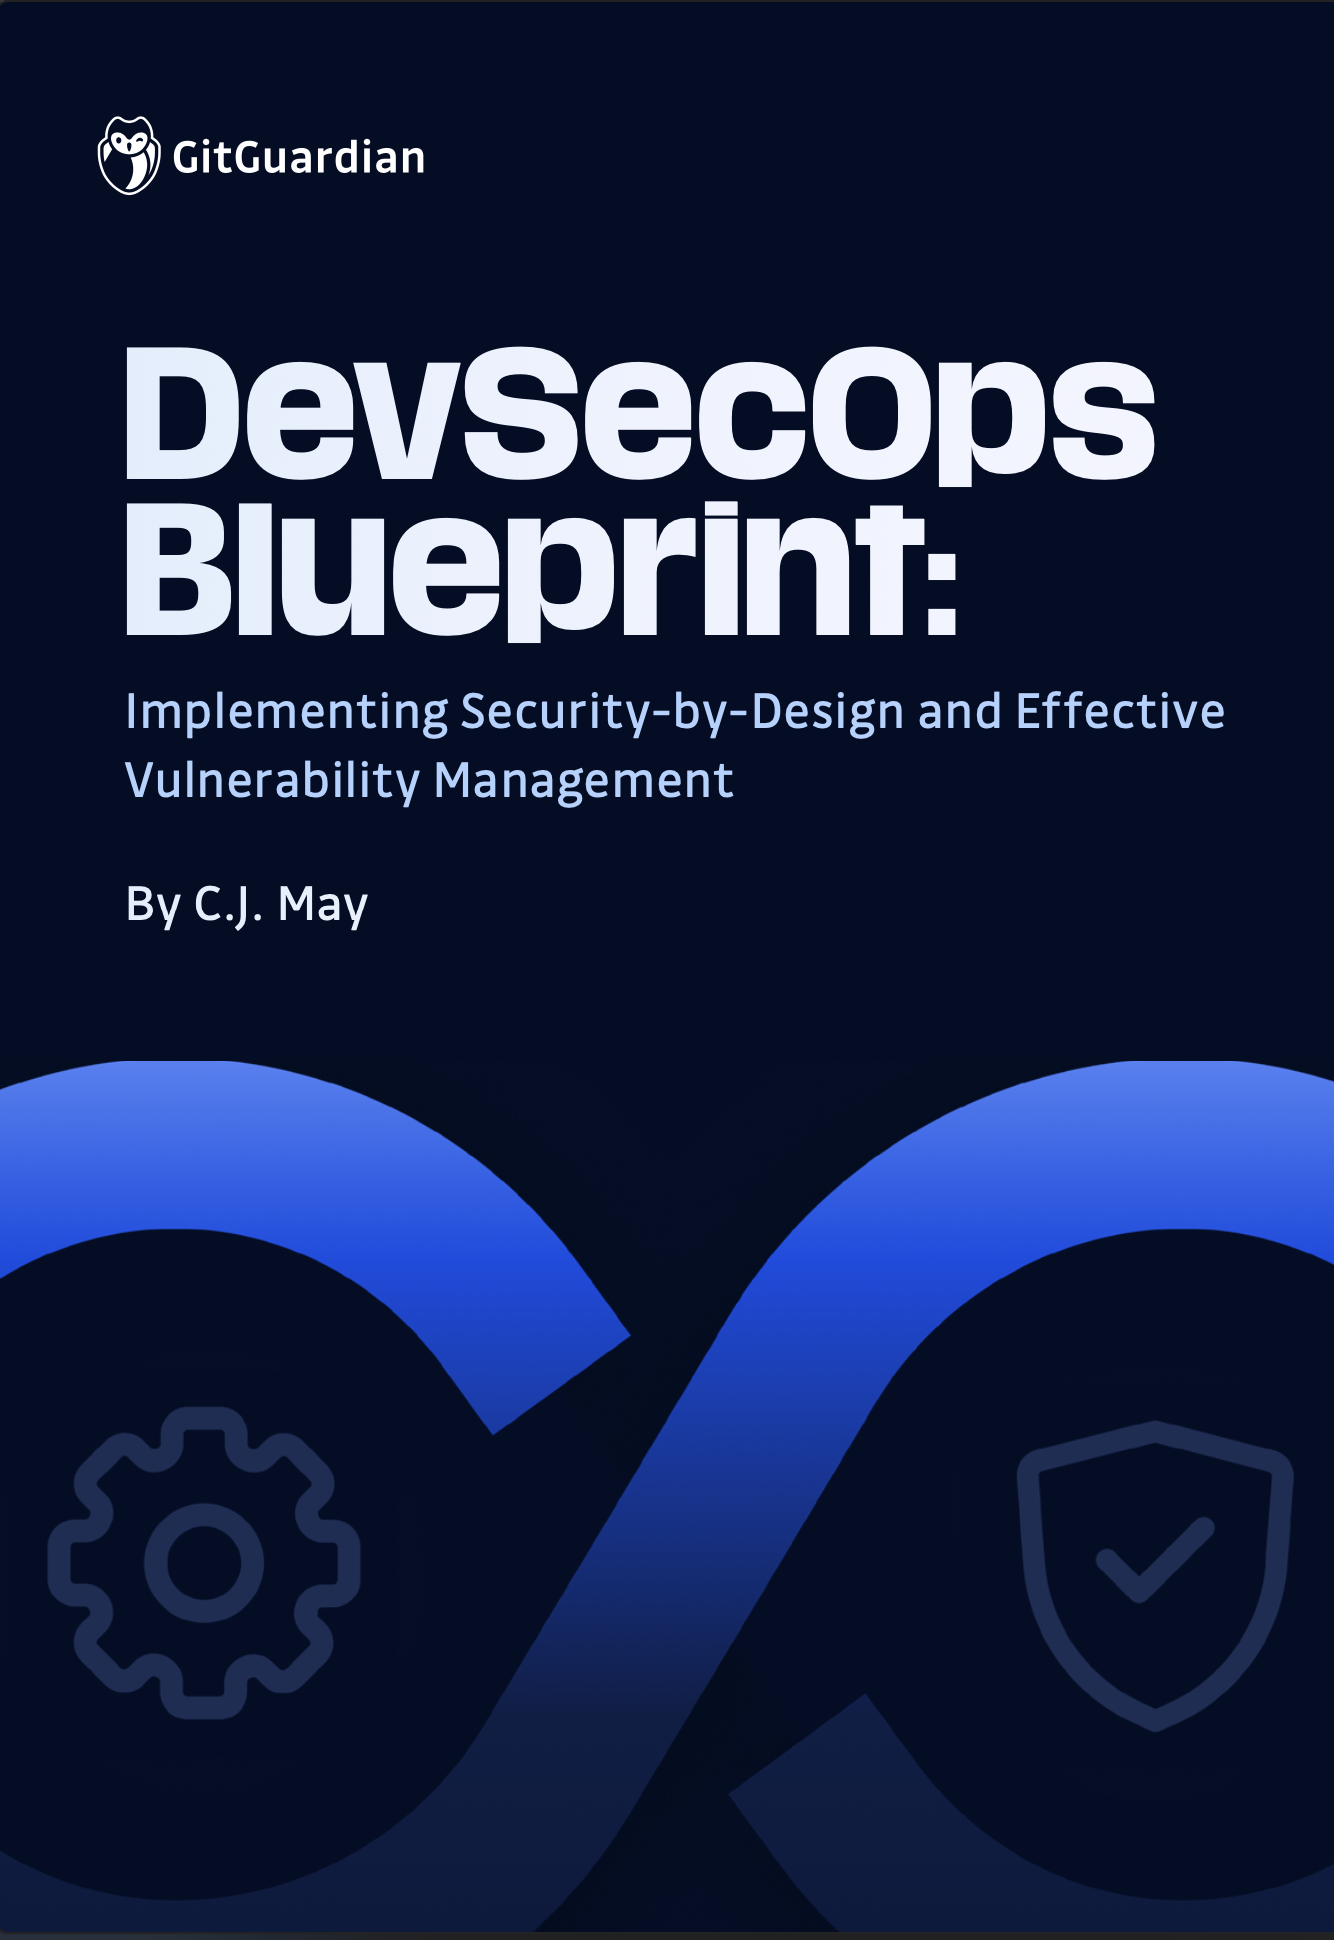 GitGuardian
DevSecOps
Blueprint:
Implementing Security-by-Design and Effective
Vulnerability Management
By C.J. May